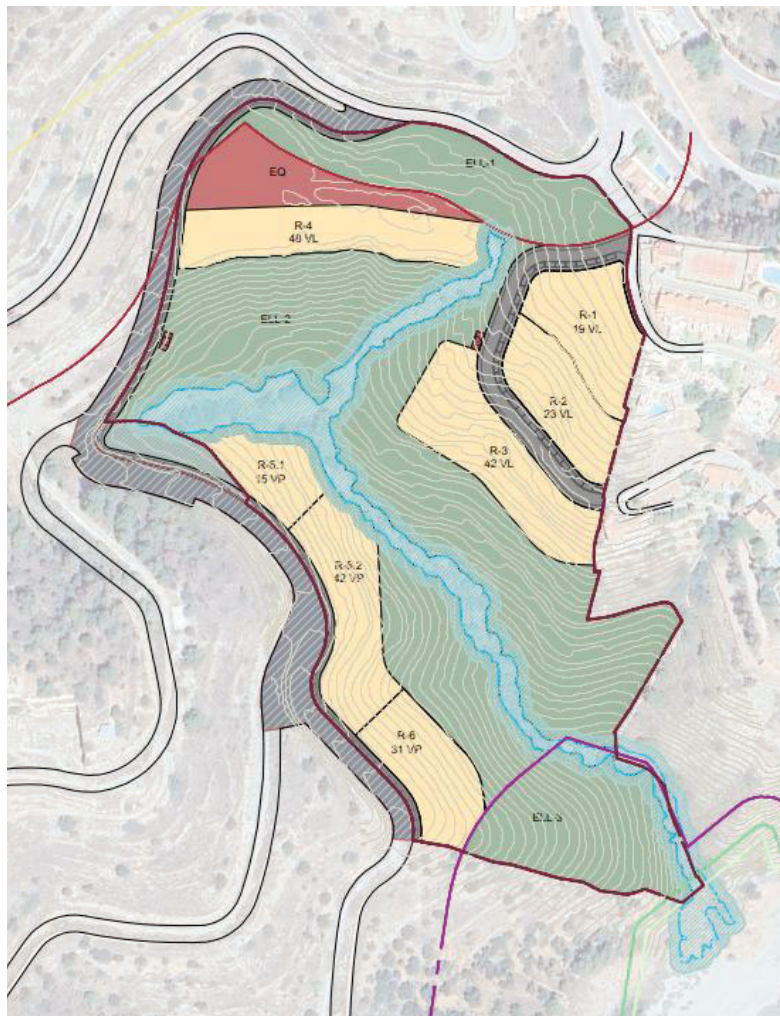 ELL-1
EQ
R-4
48 VL
ELL-2
R-1
19 VL
R-2
23 VL
R-3
42 VL
R-5.1
15 VP
R-5.2
42 VP
R-6
31 VP
ELL-3